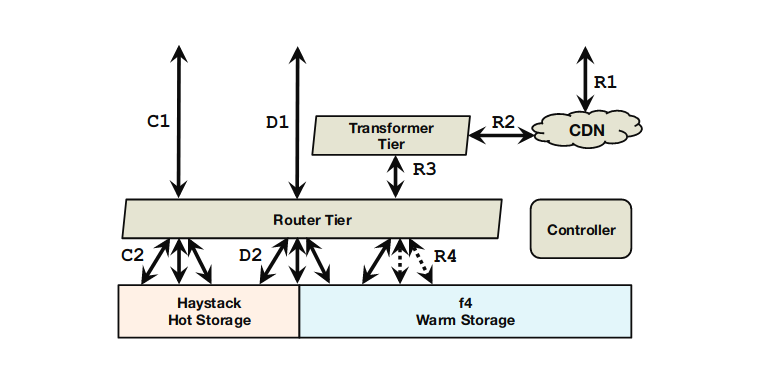 R1
C1
D1
R2
Transformer
Tier
CDN
R3
Router Tier
Controller
C2
D2
R4
Haystack
Hot Storage
f4
Warm Storage